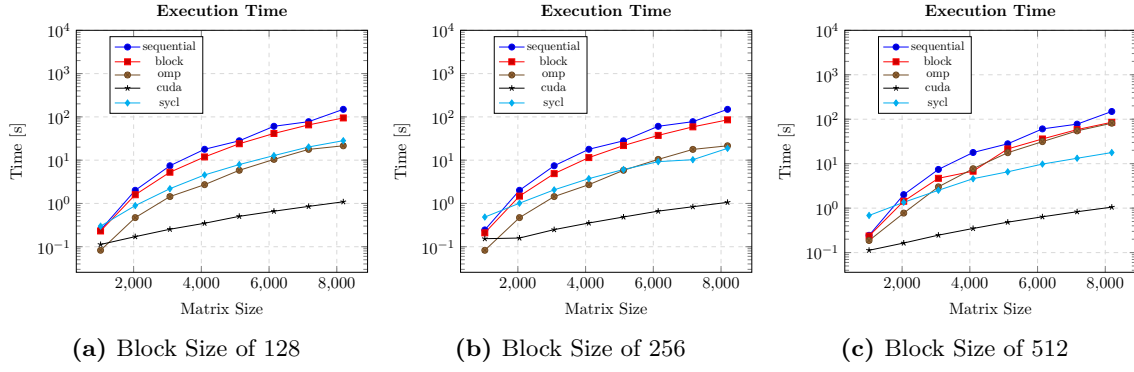 Execution Time
10^4
10^3
10^2
10^1
10^0
10^−1
Time [s]
sequential
block
omp
cuda
sycl
2,000 4,000 6,000 8,000
Matrix Size
(a) Block Size of 128
Execution Time
10^4
10^3
10^2
10^1
10^0
10^−1
Time [s]
sequential
block
omp
cuda
sycl
2,000 4,000 6,000 8,000
Matrix Size
(b) Block Size of 256
Execution Time
10^4
10^3
10^2
10^1
10^0
10^−1
Time [s]
sequential
block
omp
cuda
sycl
2,000 4,000 6,000 8,000
Matrix Size
(c) Block Size of 512